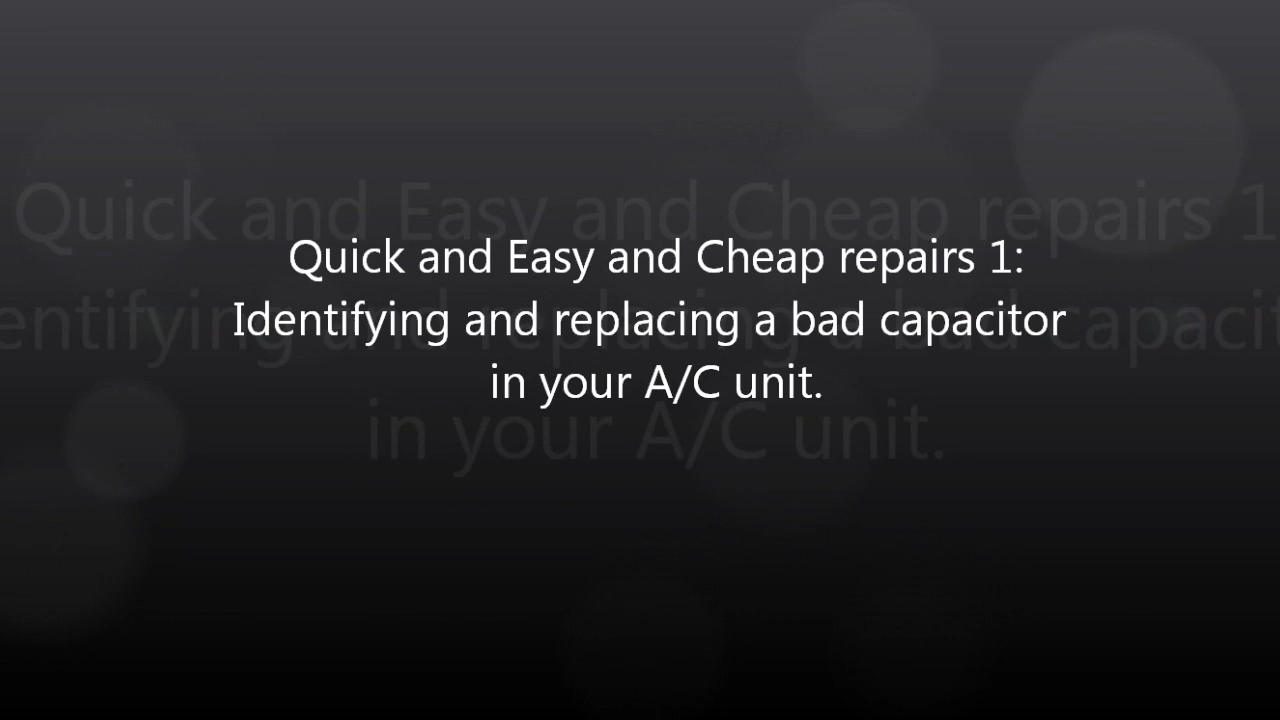 Quick and Easy and Cheap repairs 1:
Identifying and replacing a bad capacitor
in your A/C unit.